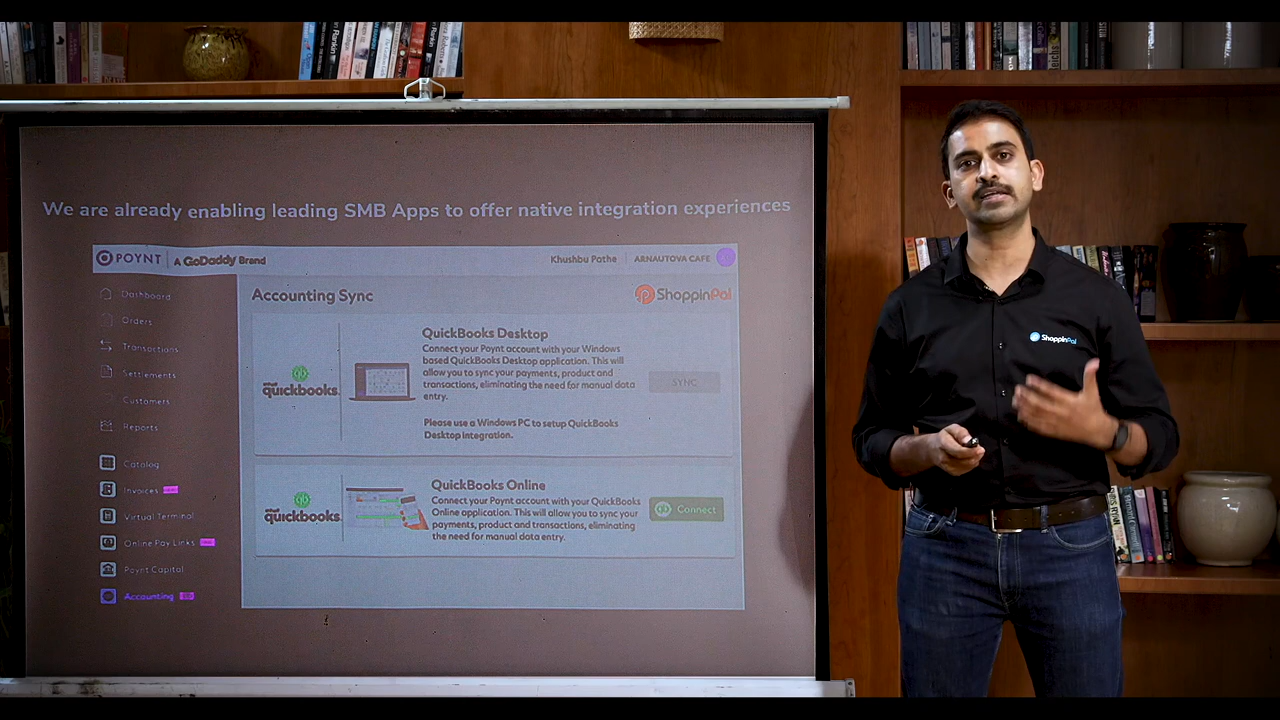 We are already enabling leading SMB Apps to offer native integration experiences
POYNT A GoDaddy Brand
Khushbu Pathe ARNAUTOVA CAFE
Dashboard
Orders
Transactions
Settlements
Customers
Reports
Catalog
Invoices
Virtual Terminal
Online Pay Links
Poynt Capital
Accounting
Accounting Sync
ShoppinPal
intuit quickbooks.
QuickBooks Desktop
Connect your Poynt account with your Windows
based QuickBooks Desktop application. This will
allow you to sync your payments, product and
transactions, eliminating the need for manual data
entry.
Please use a Windows PC to setup QuickBooks
Desktop Integration.
SYNC
intuit quickbooks.
QuickBooks Online
Connect your Poynt account with your QuickBooks
Online application. This will allow you to sync your
payments, product and transactions, eliminating
the need for manual data entry.
Connect
ShoppinPal